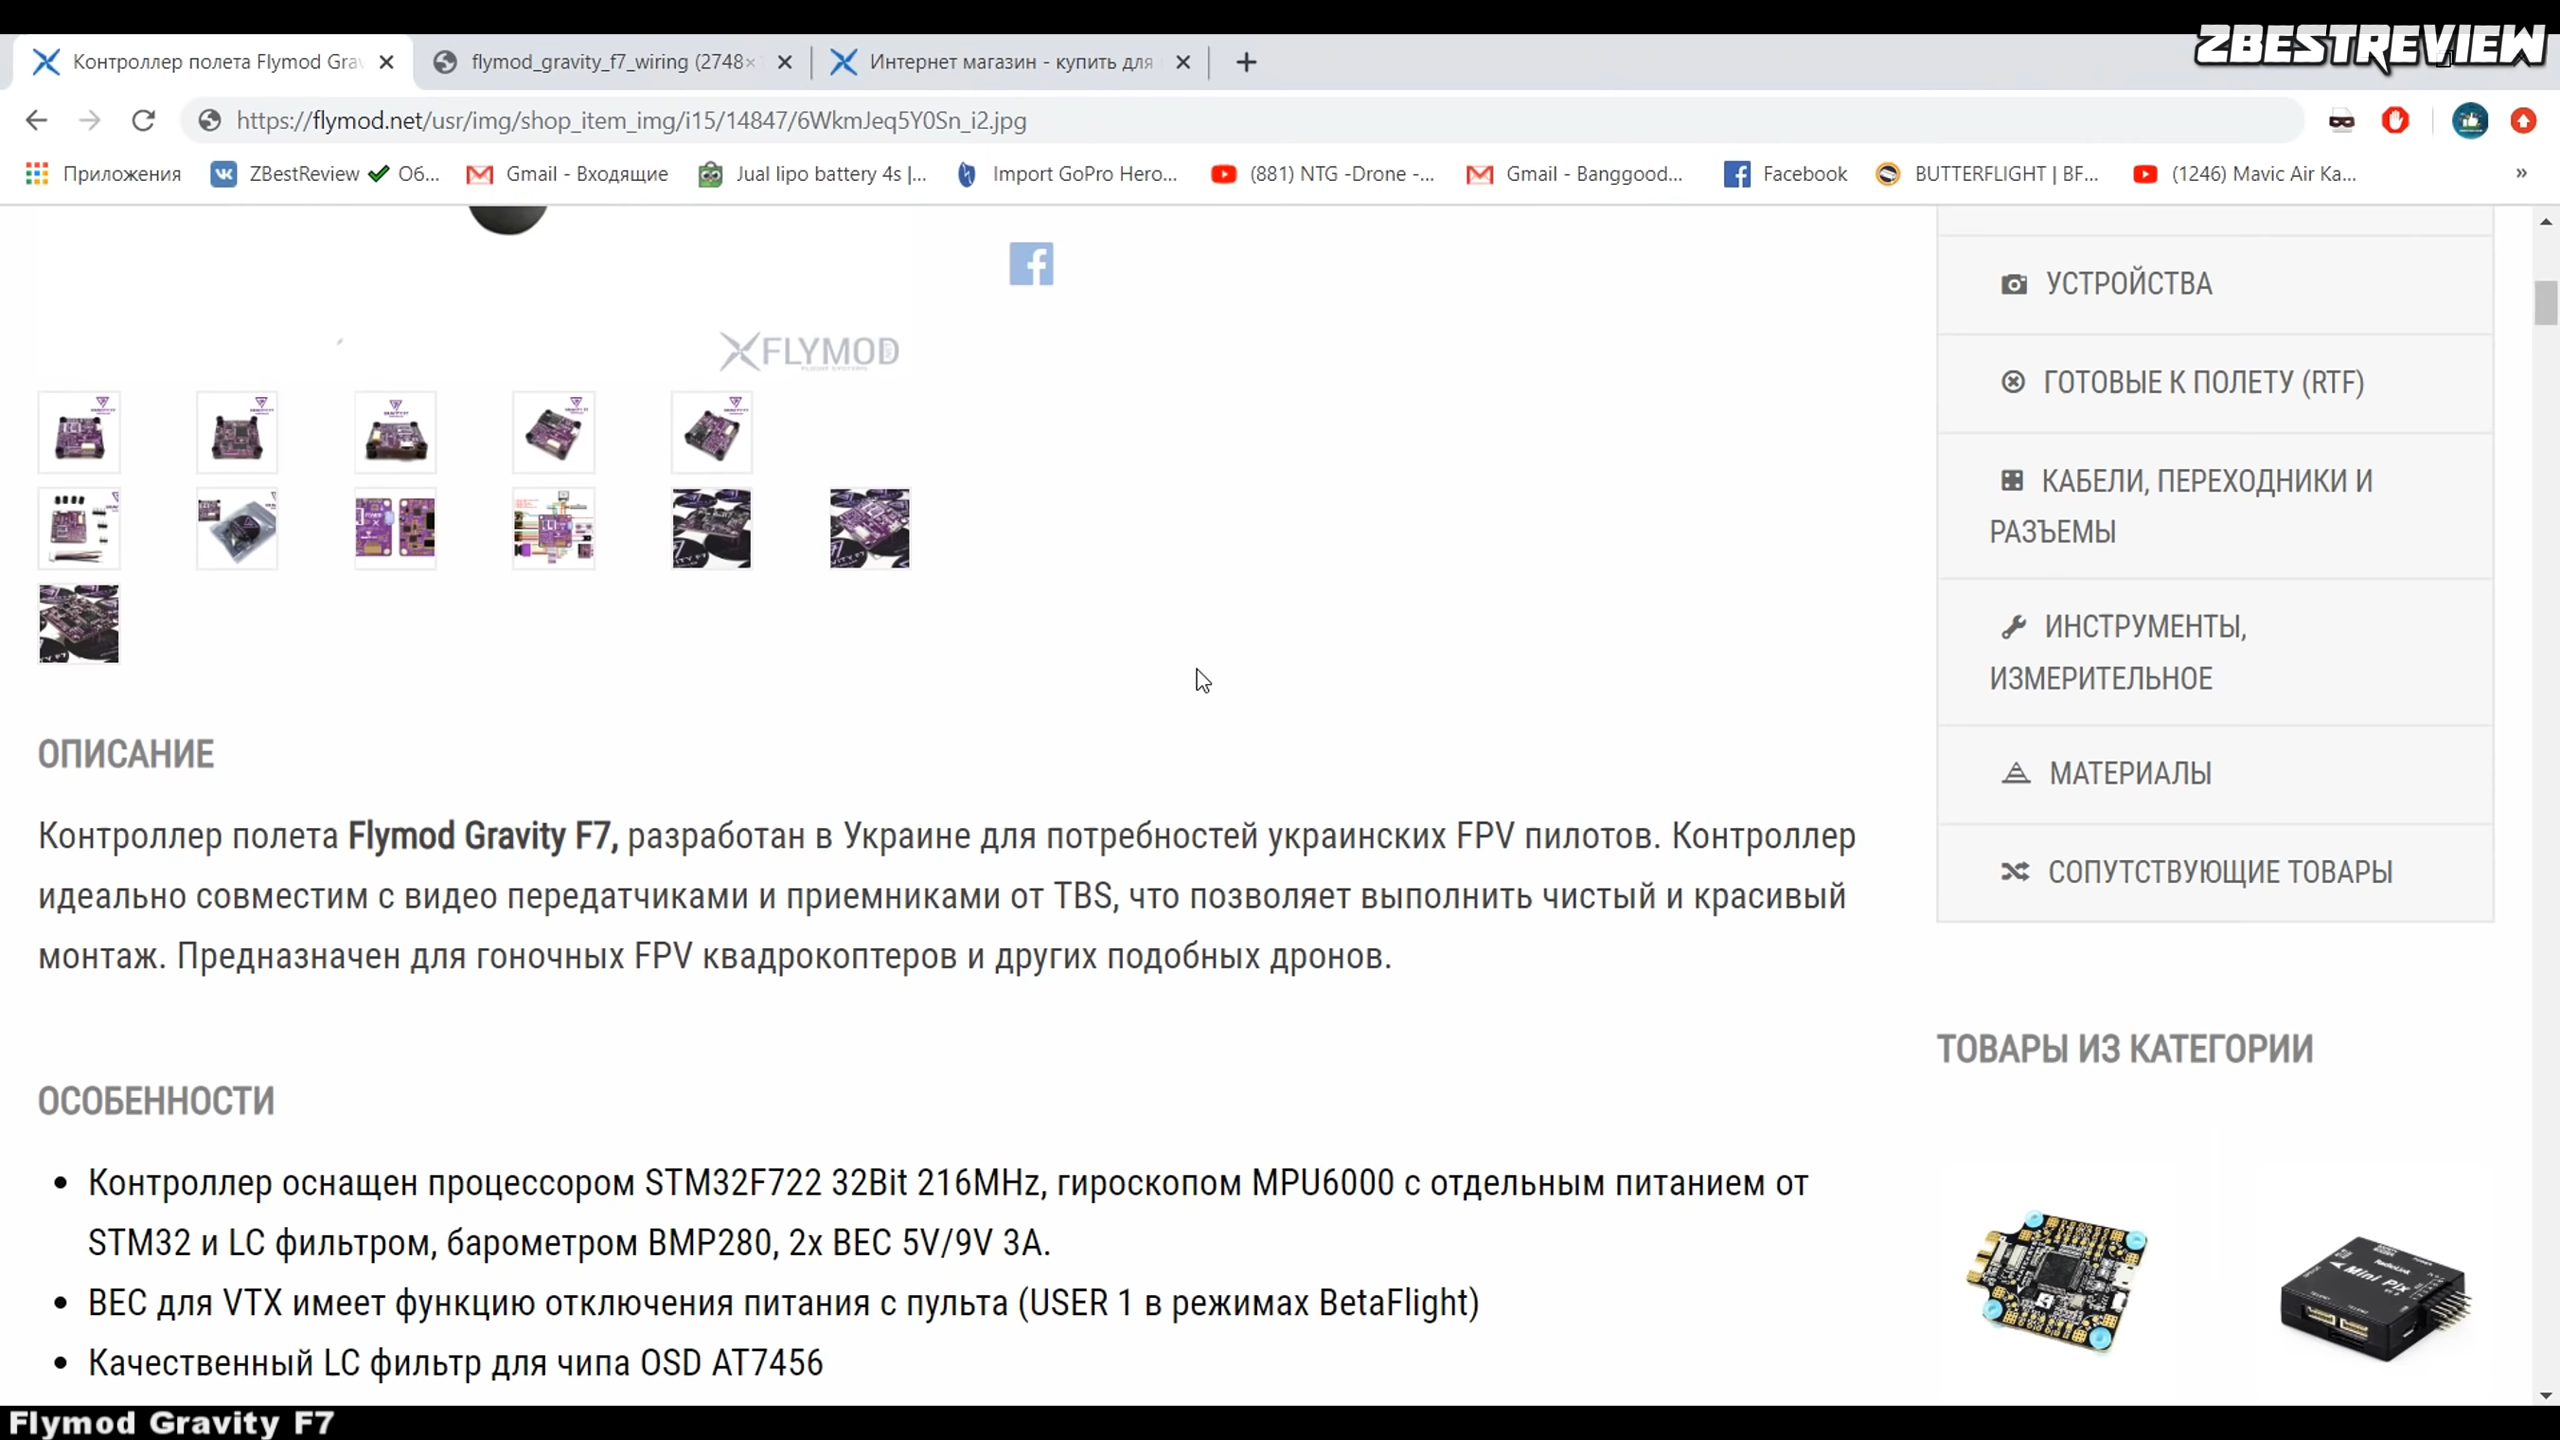 ZBESTREVIEW
Контроллер полета Flymod Grav
flymod_gravity_f7_wiring (2748×
Интернет магазин - купить для
https://flymod.net/usr/img/shop_item_img/i15/14847/6WkmJeq5Y0Sn_i2.jpg
Приложения
ZBestReview ✔ Об...
Gmail - Входящие
Jual lipo battery 4s |...
Import GoPro Hero...
(881) NTG -Drone -...
Gmail - Banggood...
Facebook
BUTTERFLIGHT | BF...
(1246) Mavic Air Ka...
»
FLYMOD
FLIGHT SYSTEMS
УСТРОЙСТВА
ГОТОВЫЕ К ПОЛЕТУ (RTF)
КАБЕЛИ, ПЕРЕХОДНИКИ И
РАЗЪЕМЫ
ИНСТРУМЕНТЫ,
ИЗМЕРИТЕЛЬНОЕ
МАТЕРИАЛЫ
СОПУТСТВУЮЩИЕ ТОВАРЫ
ОПИСАНИЕ
Контроллер полета Flymod Gravity F7, разработан в Украине для потребностей украинских FPV пилотов. Контроллер
идеально совместим с видео передатчиками и приемниками от TBS, что позволяет выполнить чистый и красивый
монтаж. Предназначен для гоночных FPV квадрокоптеров и других подобных дронов.
ОСОБЕННОСТИ
• Контроллер оснащен процессором STM32F722 32Bit 216MHz, гироскопом MPU6000 с отдельным питанием от
STM32 и LC фильтром, барометром BMP280, 2x BEC 5V/9V 3A.
• BEC для VTX имеет функцию отключения питания с пульта (USER 1 в режимах BetaFlight)
• Качественный LC фильтр для чипа OSD AT7456
ТОВАРЫ ИЗ КАТЕГОРИИ
Mini Pix
Flymod Gravity F7